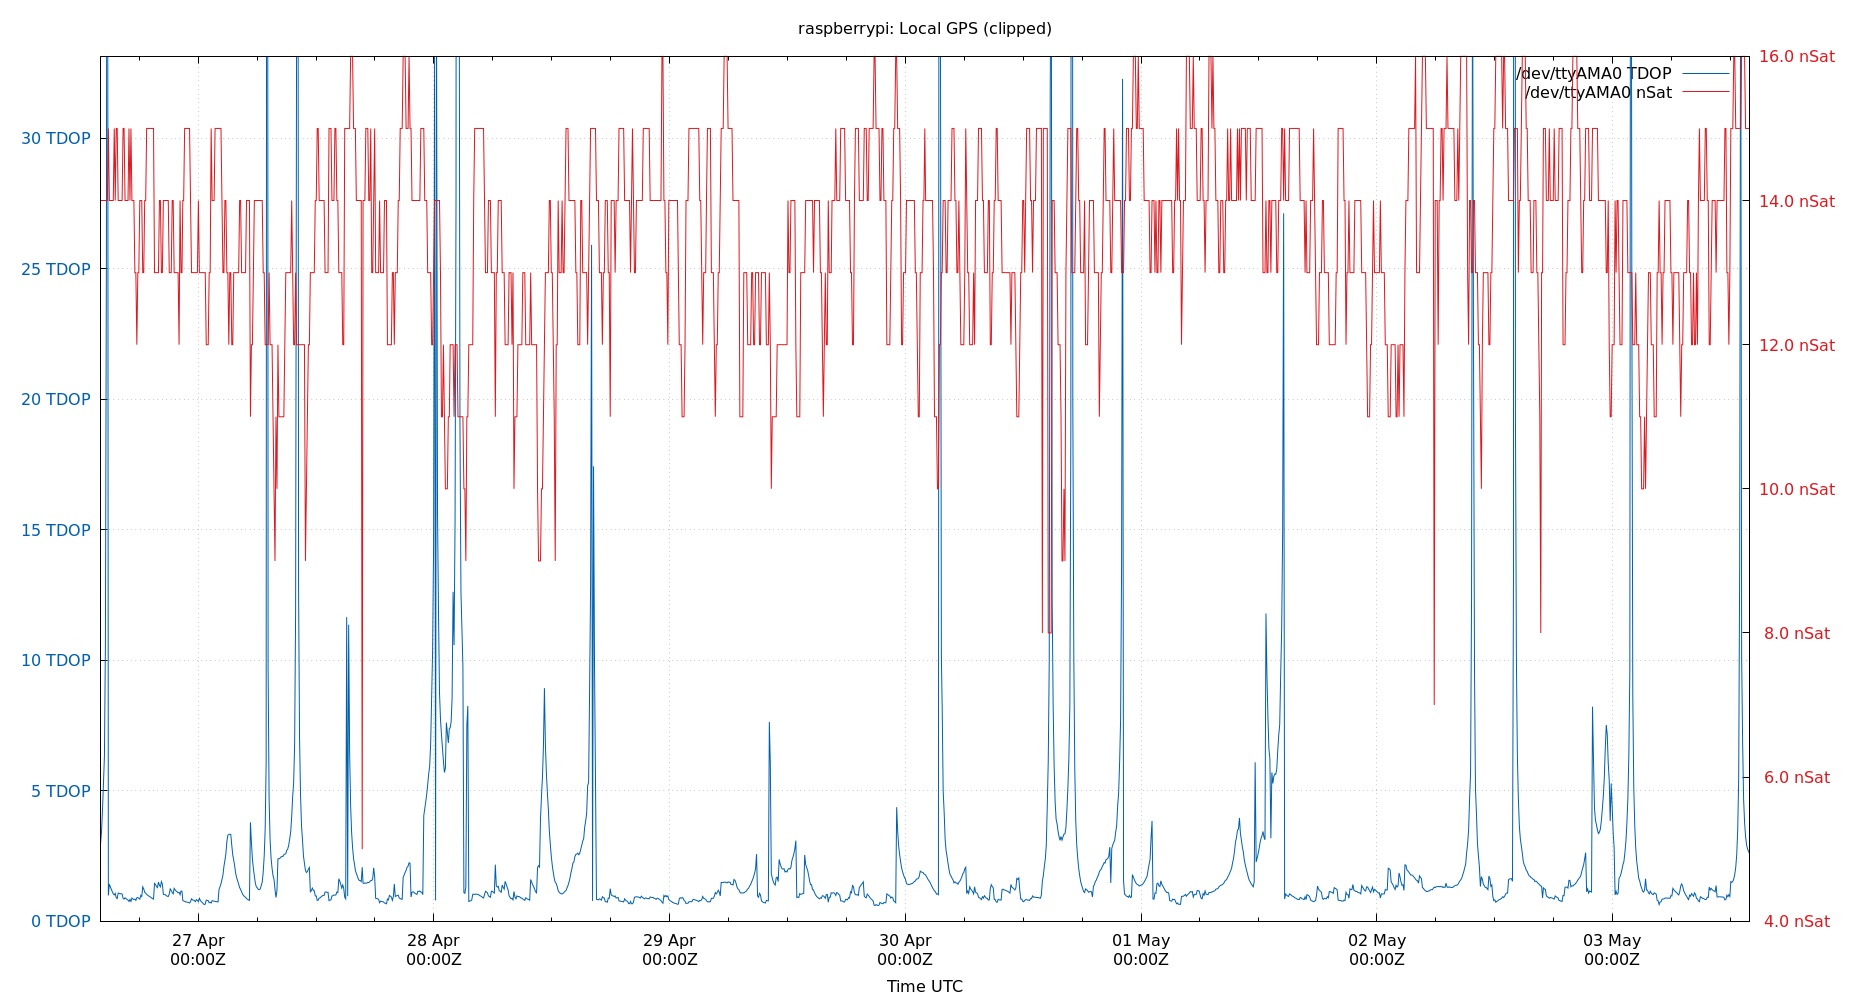 raspberrypi: Local GPS (clipped)
/dev/ttyAMA0 TDOP
/dev/ttyAMA0 nSat
30 TDOP
25 TDOP
20 TDOP
15 TDOP
10 TDOP
5 TDOP
0 TDOP
16.0 nSat
14.0 nSat
12.0 nSat
10.0 nSat
8.0 nSat
6.0 nSat
4.0 nSat
27 Apr
00:00Z
28 Apr
00:00Z
29 Apr
00:00Z
30 Apr
00:00Z
01 May
00:00Z
02 May
00:00Z
03 May
00:00Z
Time UTC